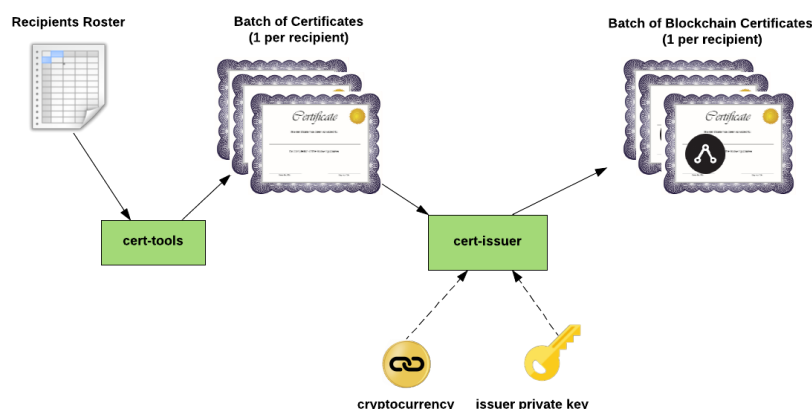 Recipients Roster
Batch of Certificates
(1 per recipient)
Batch of Blockchain Certificates
(1 per recipient)
Certificate
Certificate
cert-tools
cert-issuer
cryptocurrency
issuer private key